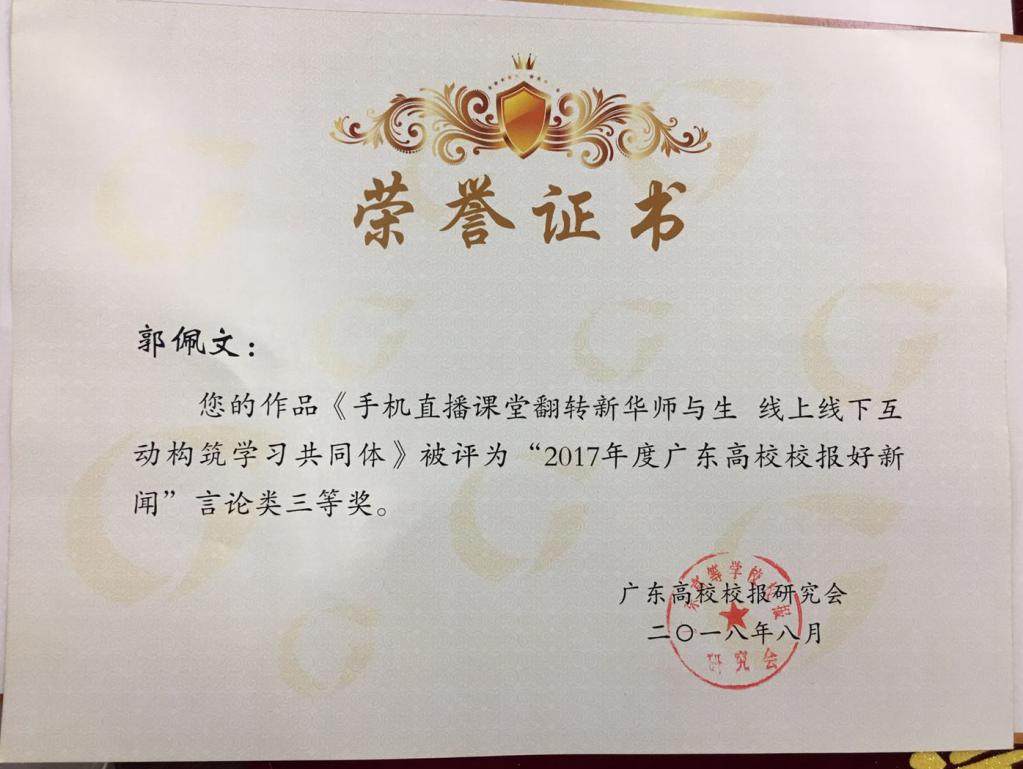 荣誉证书
郭佩文：
您的作品《手机直播课堂翻转新华师与生 线上线下互
动构筑学习共同体》被评为“2017年度广东高校校报好新
闻”言论类三等奖。
广东高校校报研究会
二〇一八年八月
研究会